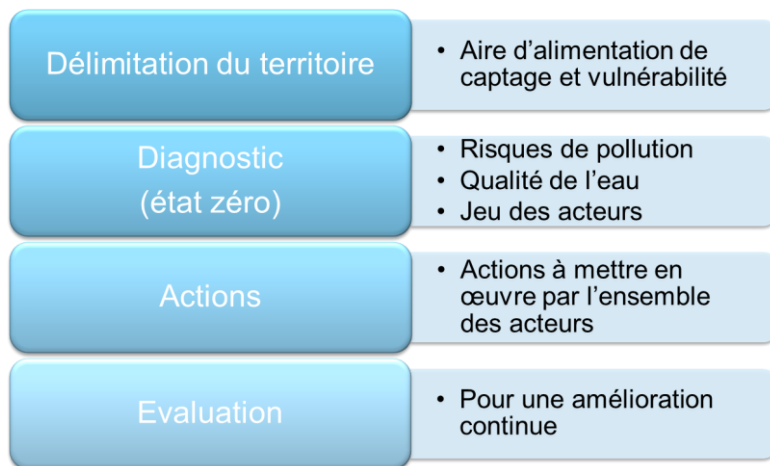 Délimitation du territoire
• Aire d’alimentation de
captage et vulnérabilité
Diagnostic
(état zéro)
• Risques de pollution
• Qualité de l’eau
• Jeu des acteurs
Actions
• Actions à mettre en
œuvre par l’ensemble
des acteurs
Evaluation
• Pour une amélioration
continue